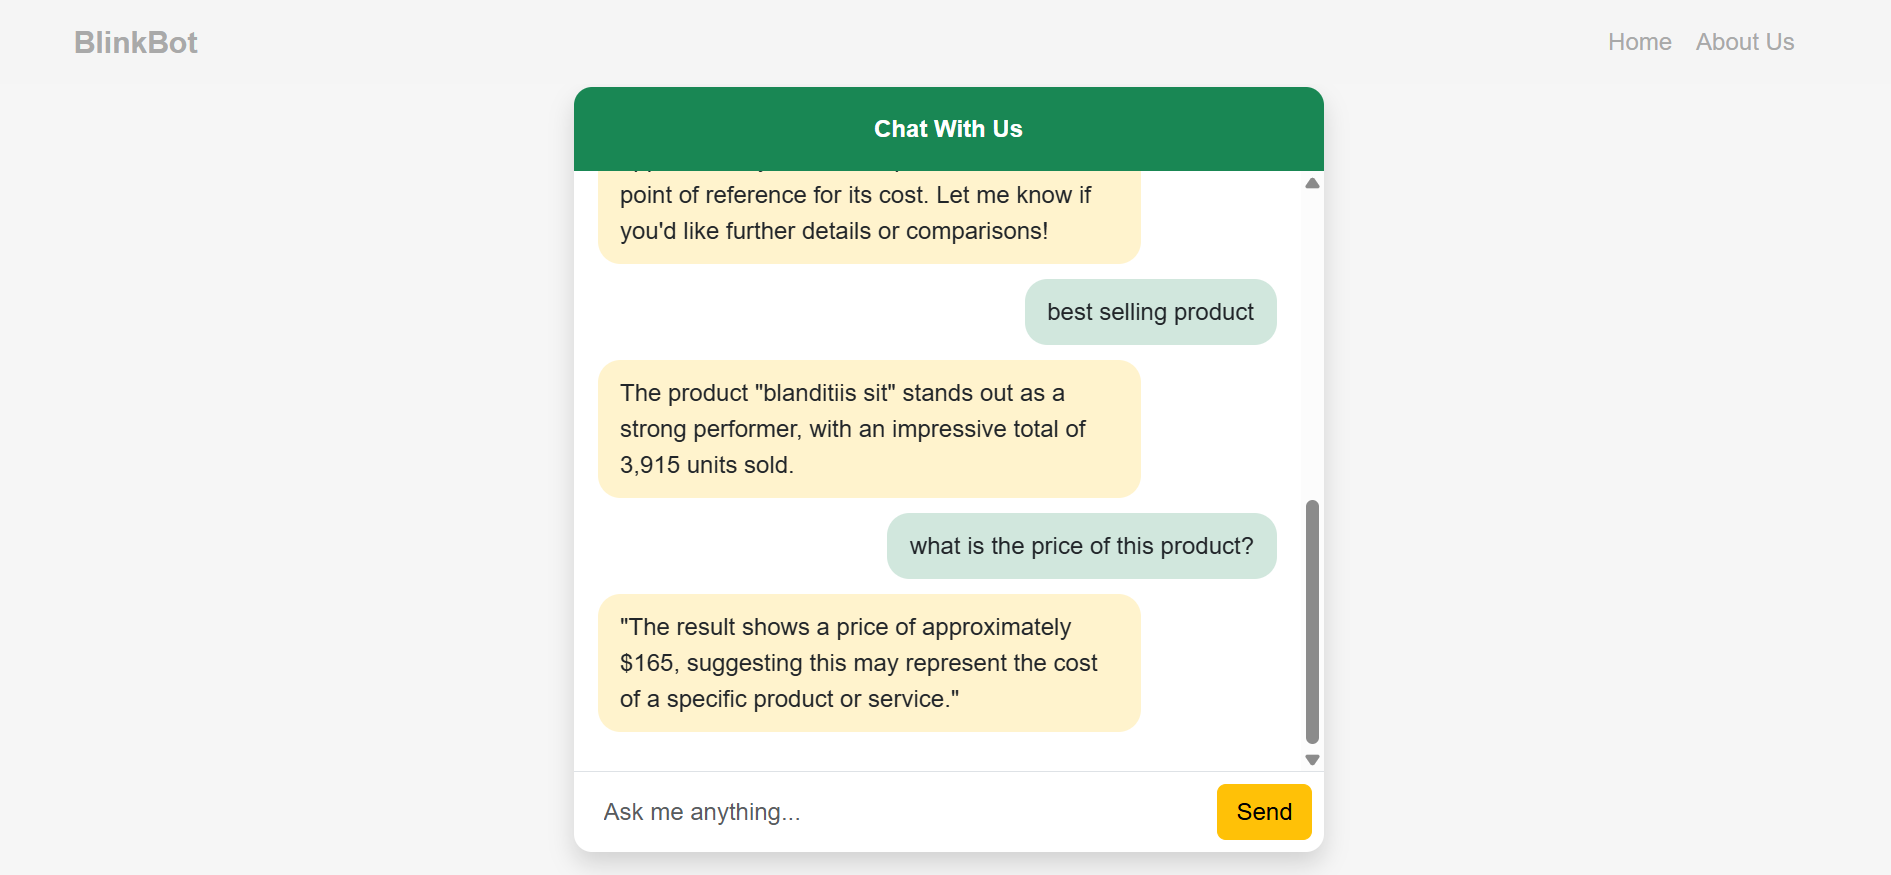 BlinkBot
Home About Us
Chat With Us
point of reference for its cost. Let me know if
you'd like further details or comparisons!
best selling product
The product "blanditiis sit" stands out as a
strong performer, with an impressive total of
3,915 units sold.
what is the price of this product?
"The result shows a price of approximately
$165, suggesting this may represent the cost
of a specific product or service."
Ask me anything...
Send